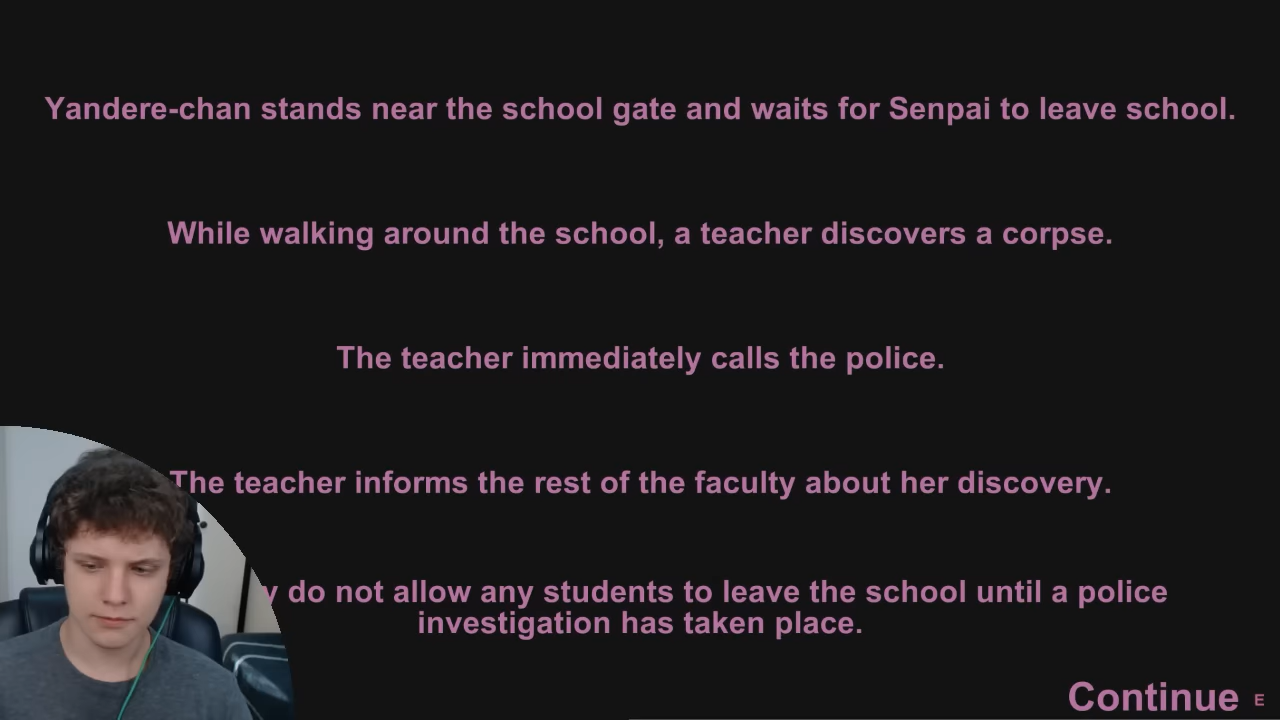 Yandere-chan stands near the school gate and waits for Senpai to leave school.
While walking around the school, a teacher discovers a corpse.
The teacher immediately calls the police.
The teacher informs the rest of the faculty about her discovery.
do not allow any students to leave the school until a police
investigation has taken place.
Continue E